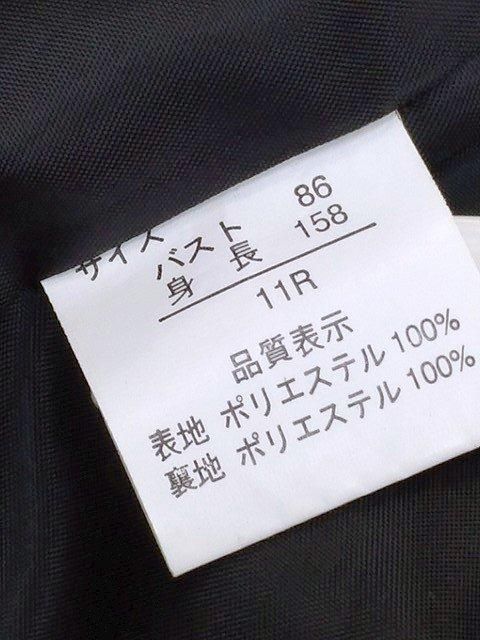 サイズ
バスト 86
身長 158
11R
品質表示
表地 ポリエステル 100%
裏地 ポリエステル 100%